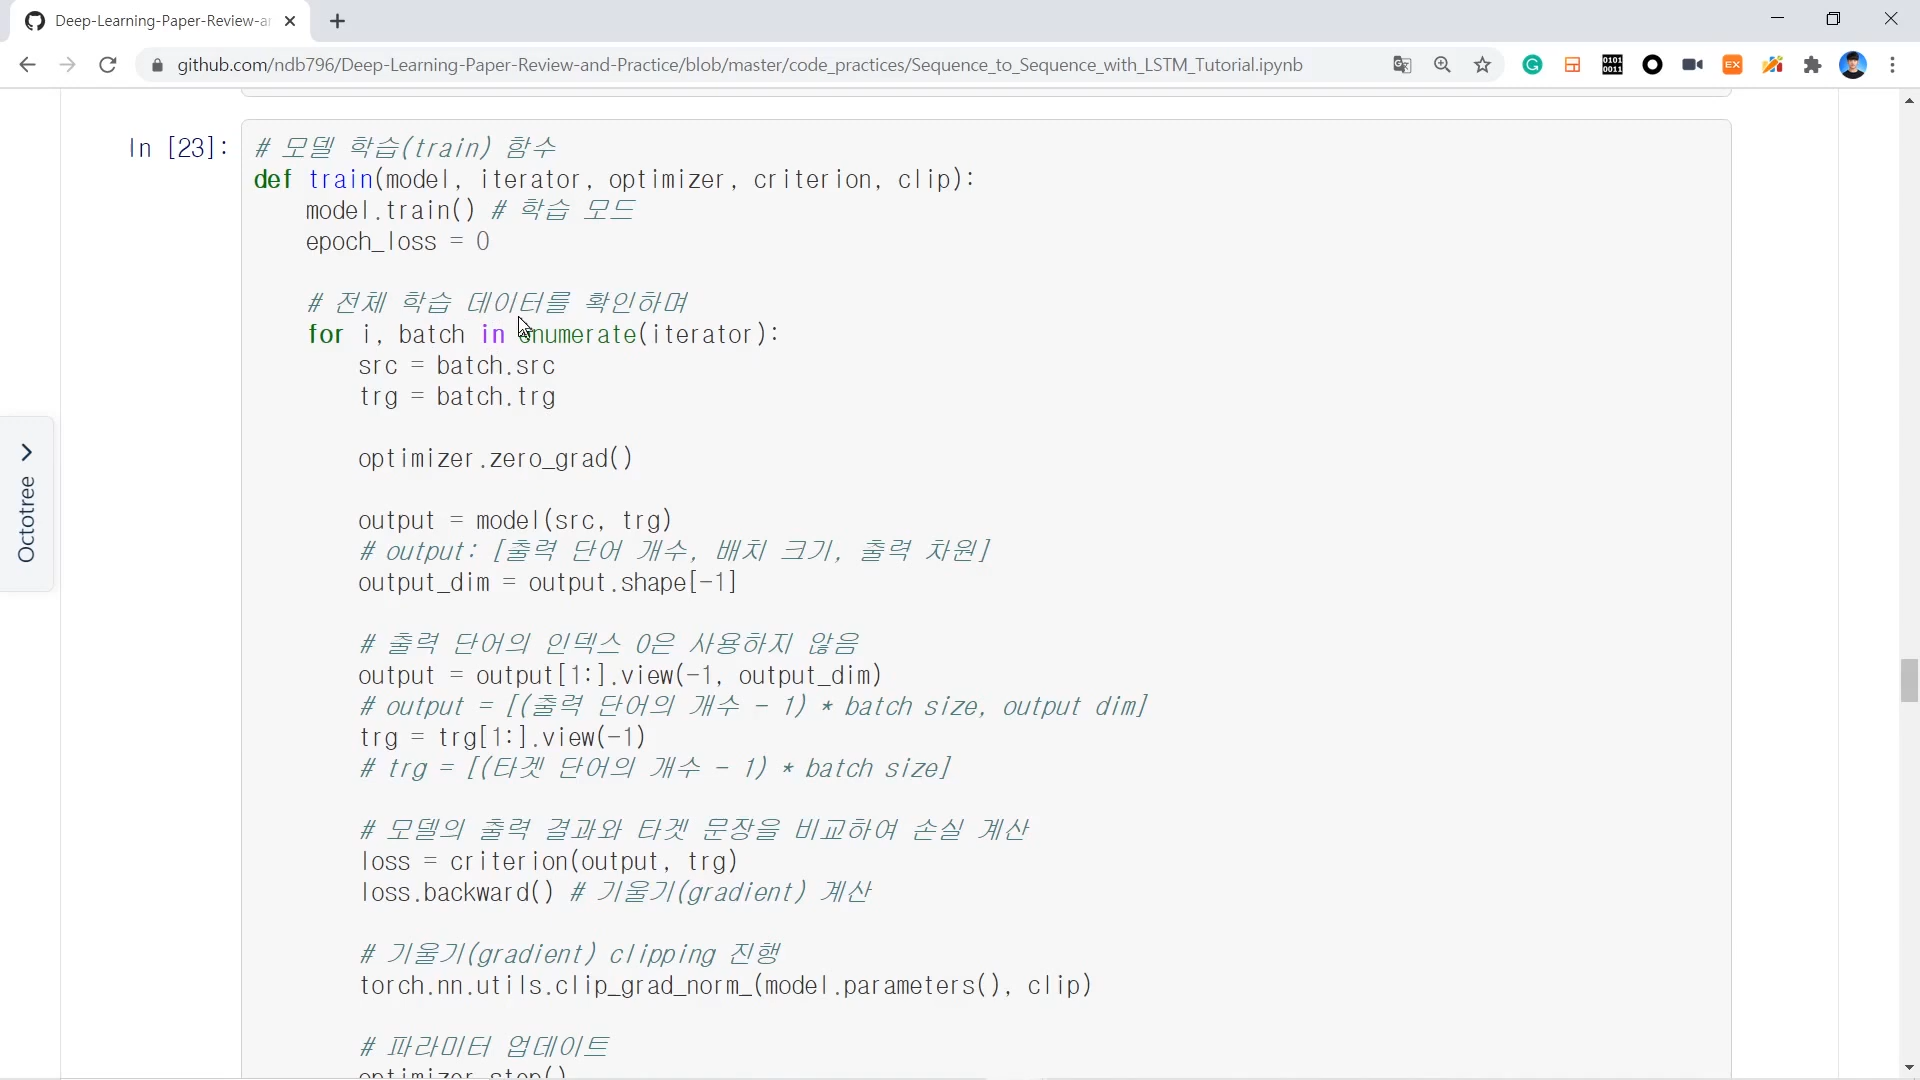 Deep-Learning-Paper-Review-a
github.com/ndb796/Deep-Learning-Paper-Review-and-Practice/blob/master/code_practices/Sequence_to_Sequence_with_LSTM_Tutorial.ipynb
Octotree
In [23]:
# 모델 학습(train) 함수
def train(model, iterator, optimizer, criterion, clip):
model.train() # 학습 모드
epoch_loss = 0
# 전체 학습 데이터를 확인하며
for i, batch in enumerate(iterator):
src = batch.src
trg = batch.trg
optimizer.zero_grad()
output = model(src, trg)
# output: [출력 단어 개수, 배치 크기, 출력 차원]
output_dim = output.shape[-1]
# 출력 단어의 인덱스 0은 사용하지 않음
output = output[1:].view(-1, output_dim)
# output = [(출력 단어의 개수 - 1) * batch size, output dim]
trg = trg[1:].view(-1)
# trg = [(타겟 단어의 개수 - 1) * batch size]
# 모델의 출력 결과와 타겟 문장을 비교하여 손실 계산
loss = criterion(output, trg)
loss.backward() # 기울기(gradient) 계산
# 기울기(gradient) clipping 진행
torch.nn.utils.clip_grad_norm_(model.parameters(), clip)
# 파라미터 업데이트
optimizer.step()